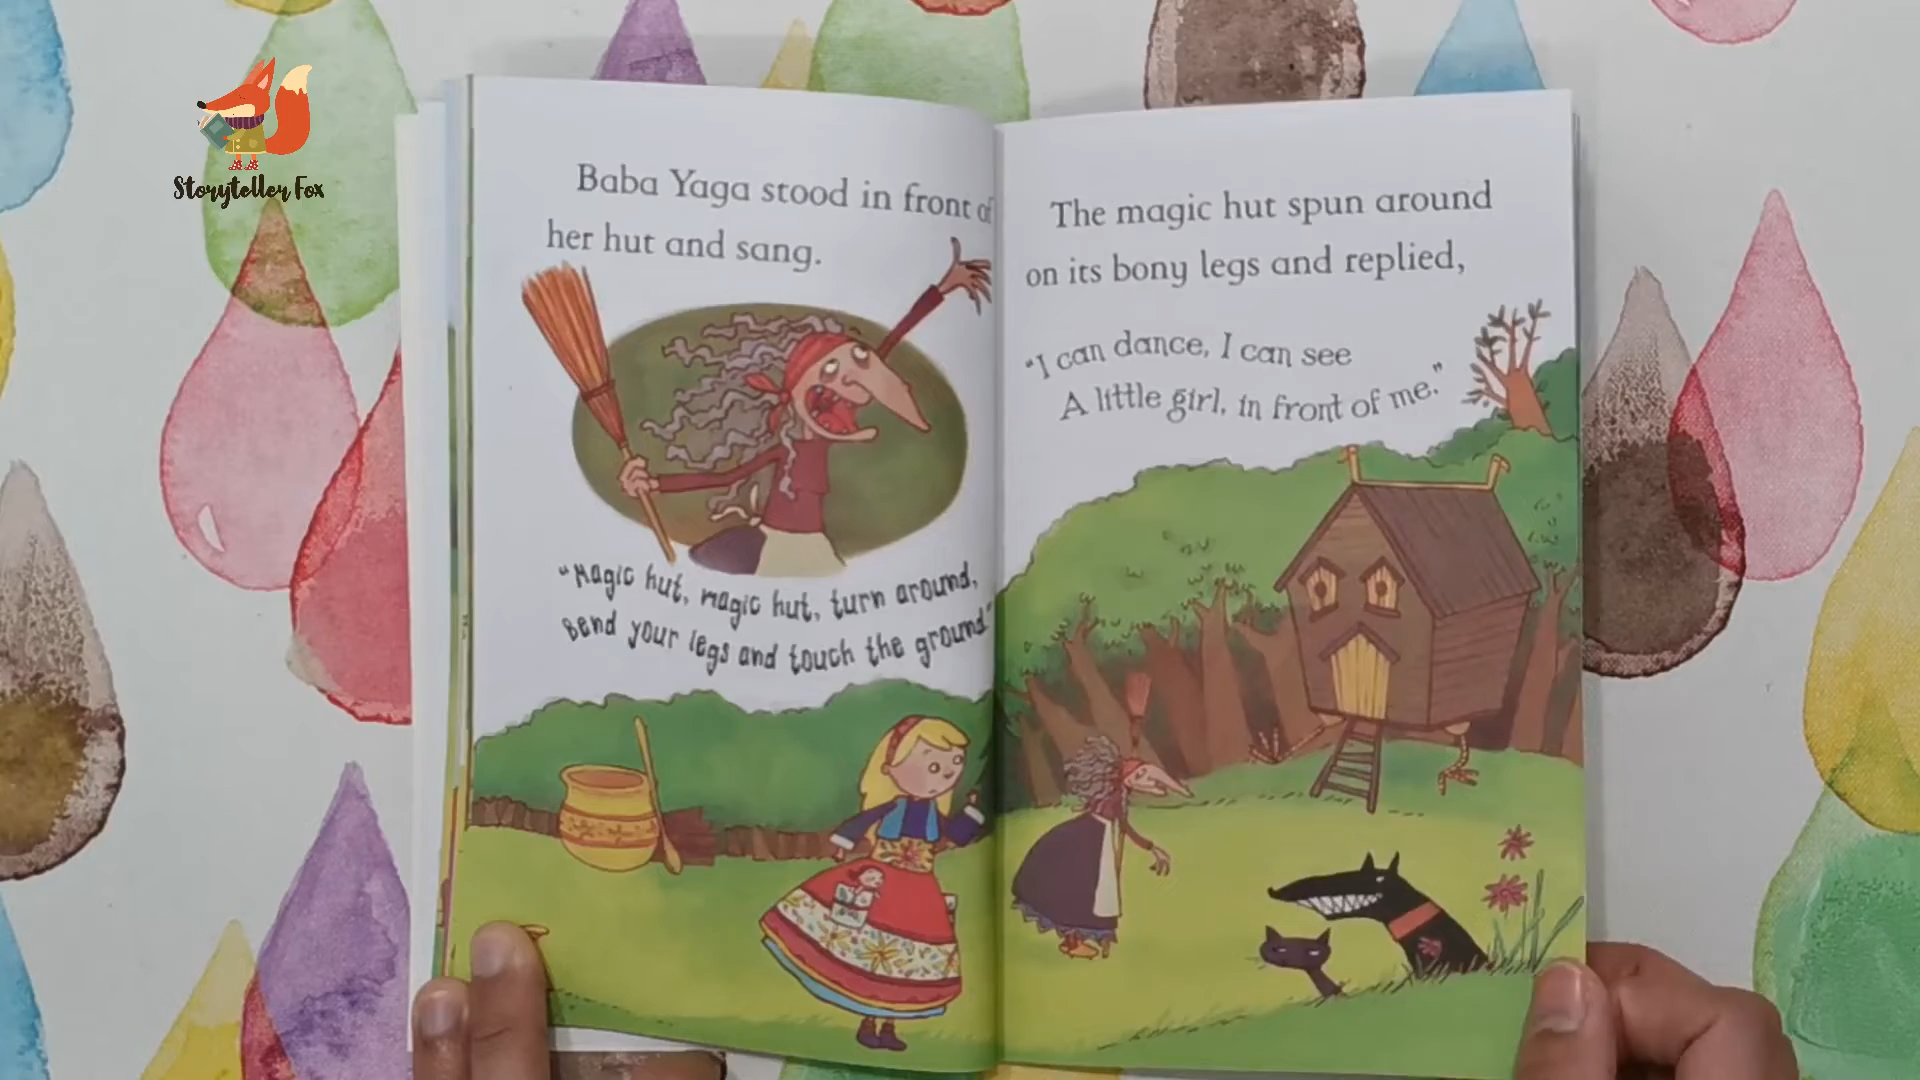 Storyteller Fox
Baba Yaga stood in front of
her hut and sang.
"Magic hut, magic hut, turn around,
Bend your legs and touch the ground"
The magic hut spun around
on its bony legs and replied,
"I can dance, I can see
A little girl, in front of me."